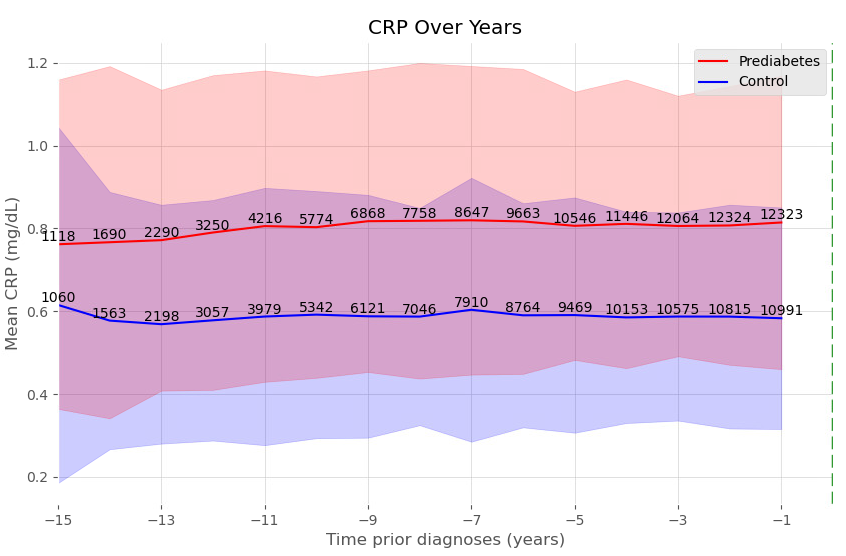 CRP Over Years
Prediabetes
Control
Mean CRP (mg/dL)
1.2
1.0
0.8
0.6
0.4
0.2
1118 1690 2290 3250 4216 5774 6868 7758 8647 9663 10546 11446 12064 12324 12323
1060 1563 2198 3057 3979 5342 6121 7046 7910 8764 9469 10153 10575 10815 10991
−15 −13 −11 −9 −7 −5 −3 −1
Time prior diagnoses (years)